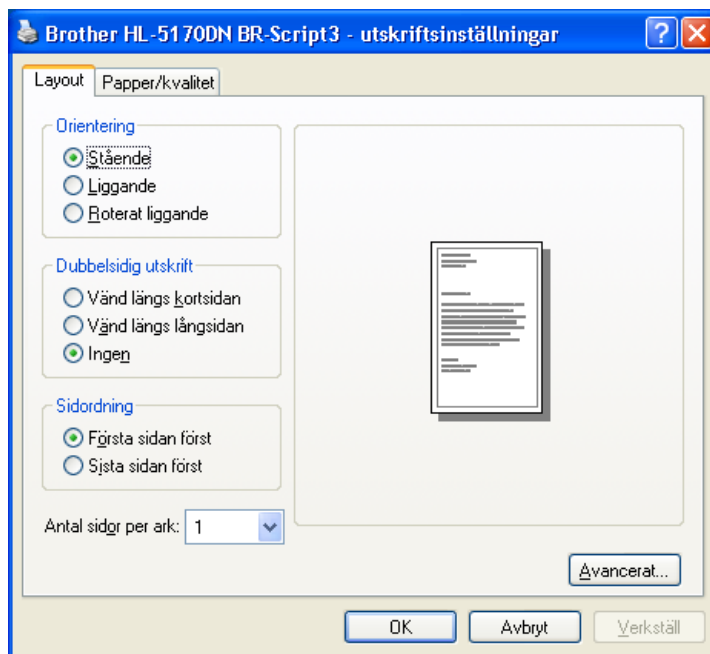 Brother HL-5170DN BR-Script3 - utskriftsinställningar
Layout
Papper/kvalitet
Orientering
Stående
Liggande
Roterat liggande
Dubbelsidig utskrift
Vänd längs kortsidan
Vänd längs långsidan
Ingen
Sidordning
Första sidan först
Sista sidan först
Antal sidor per ark: 1
Avancerat...
OK
Avbryt
Verkställ